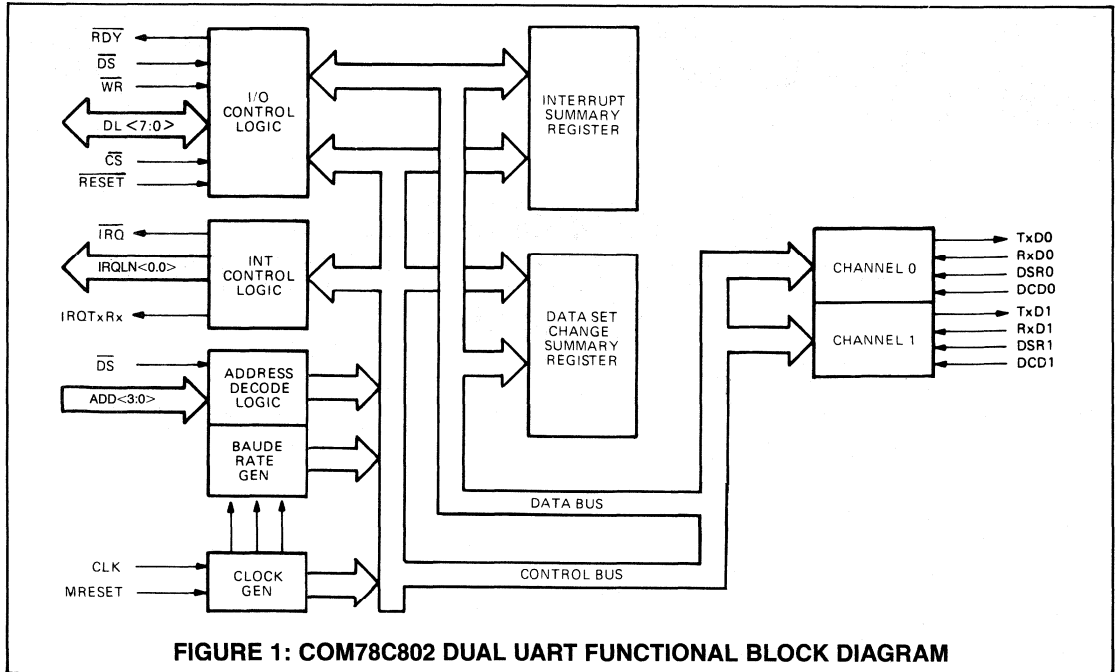 RDY
DS
WR
DL <7:0>
CS
RESET
I/O
CONTROL
LOGIC
INTERRUPT
SUMMARY
REGISTER
IRQ
IRQLN<0.0>
IRQTxRx
INT
CONTROL
LOGIC
DATA SET
CHANGE
SUMMARY
REGISTER
CHANNEL 0
TxD0
RxD0
DSR0
DCD0
CHANNEL 1
TxD1
RxD1
DSR1
DCD1
DS
ADD<3:0>
ADDRESS
DECODE
LOGIC
BAUDE
RATE
GEN
DATA BUS
CONTROL BUS
CLK
MRESET
CLOCK
GEN
FIGURE 1: COM78C802 DUAL UART FUNCTIONAL BLOCK DIAGRAM